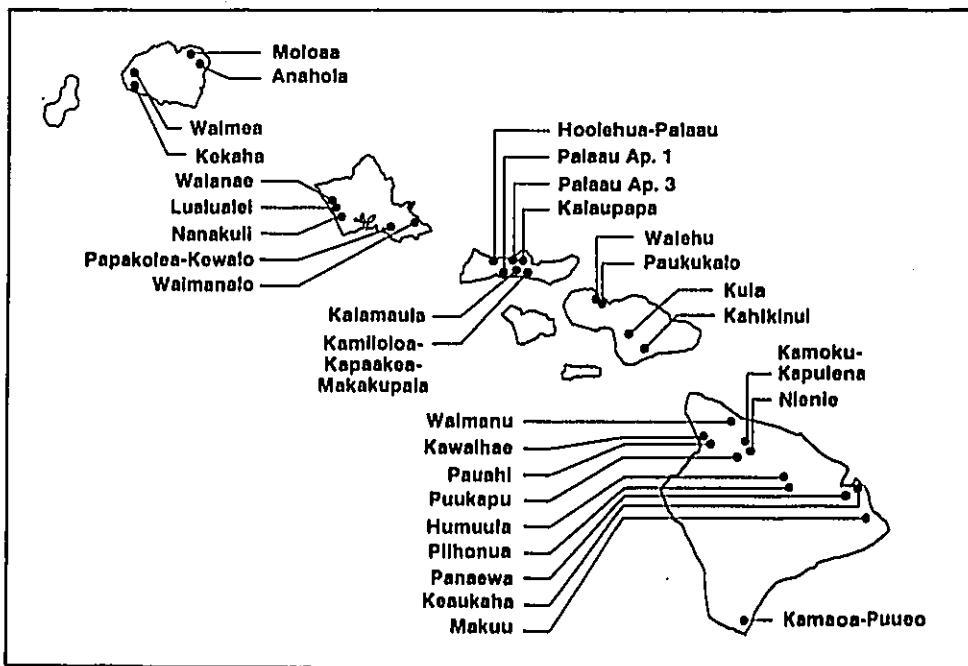 Moloaa
Anahola
Waimea
Kekaha
Waianae
Lualualei
Nanakuli
Papakolea-Kewalo
Waimanalo
Hoolehua-Palaau
Palaau Ap. 1
Palaau Ap. 3
Kalaupapa
Kalamaula
Kamiloloa-
Kapaakea-
Makakupaia
Waiehu
Paukukalo
Kula
Kahikinui
Kamoku-
Kapulena
Nienie
Waimanu
Kawaihae
Pauahi
Puukapu
Humuula
Piihonua
Panaewa
Keaukaha
Makuu
Kamaoa-Puueo